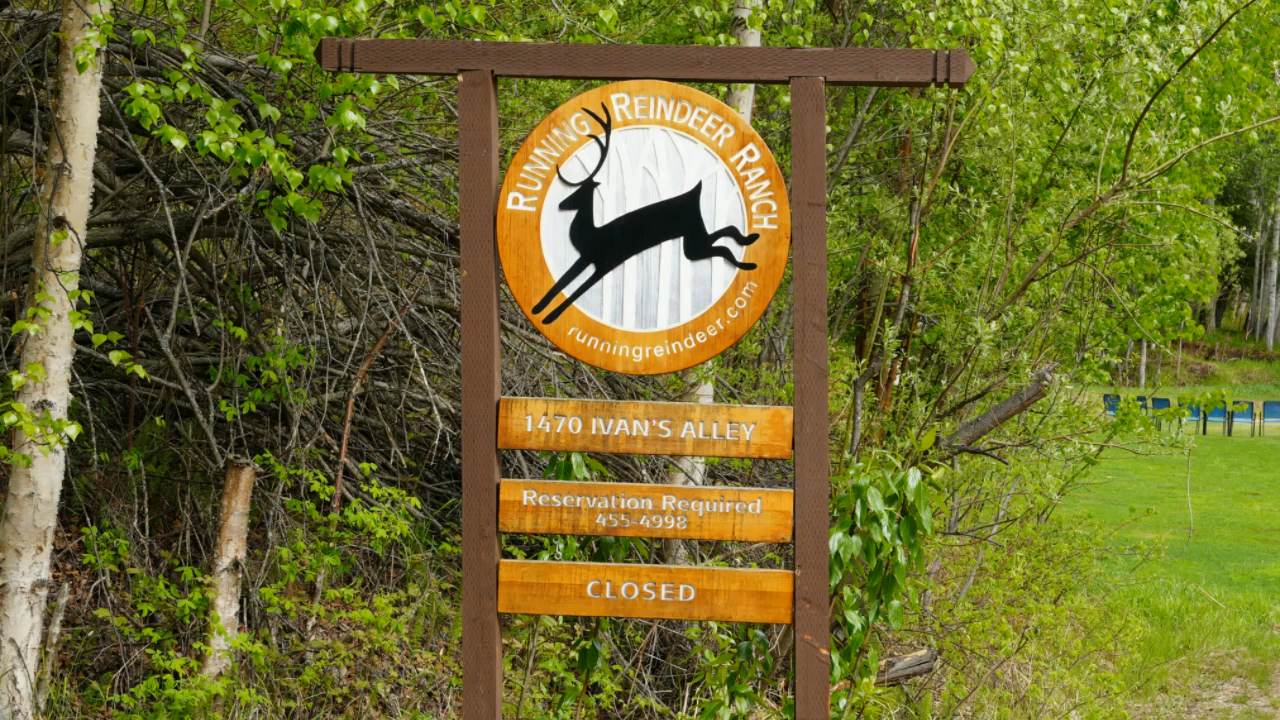 RUNNING REINDEER RANCH
runningreindeer.com
1470 IVAN'S ALLEY
Reservation Required
455-4998
CLOSED